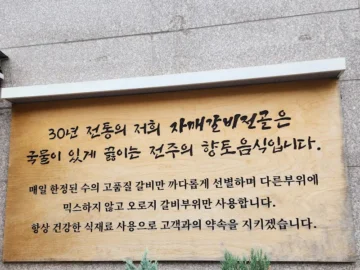 30년 전통의 저희 자깨갈비전골은
국물이 있게 끓이는 전주의 향토음식입니다.
매일 한정된 수의 고품질 갈비만 까다롭게 선별하며 다른부위에
믹스하지 않고 오로지 갈비부위만 사용합니다.
항상 건강한 식재료 사용으로 고객과의 약속을 지키겠습니다.